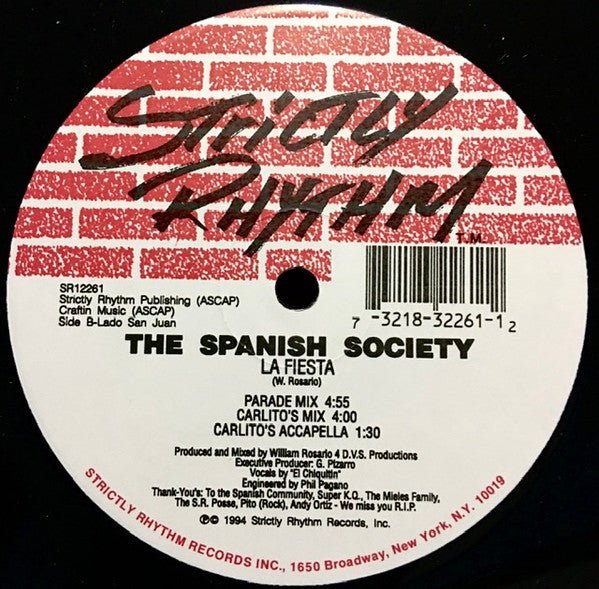 STRICTLY
RHYTHM
T.M.
SR12261
Strictly Rhythm Publishing (ASCAP)
Craftin Music (ASCAP)
Side B-Lado San Juan
7 -3218-32261-1 2
THE SPANISH SOCIETY
LA FIESTA
(W. Rosario)
PARADE MIX 4:55
CARLITO'S MIX 4:00
CARLITO'S ACCAPELLA 1:30
Produced and Mixed by William Rosario 4 D.V.S. Productions
Executive Producer: G. Pizarro
Vocals by "El Chiquitin"
Engineered by Phil Pagano
Thank-You's: To the Spanish Community, Super K.Q., The Mieles Family,
The S.R. Posse, Pito (Rock), Andy Ortiz - We miss you R.I.P.
℗© 1994 Strictly Rhythm Records, Inc.
STRICTLY RHYTHM RECORDS INC., 1650 Broadway, New York, N.Y. 10019